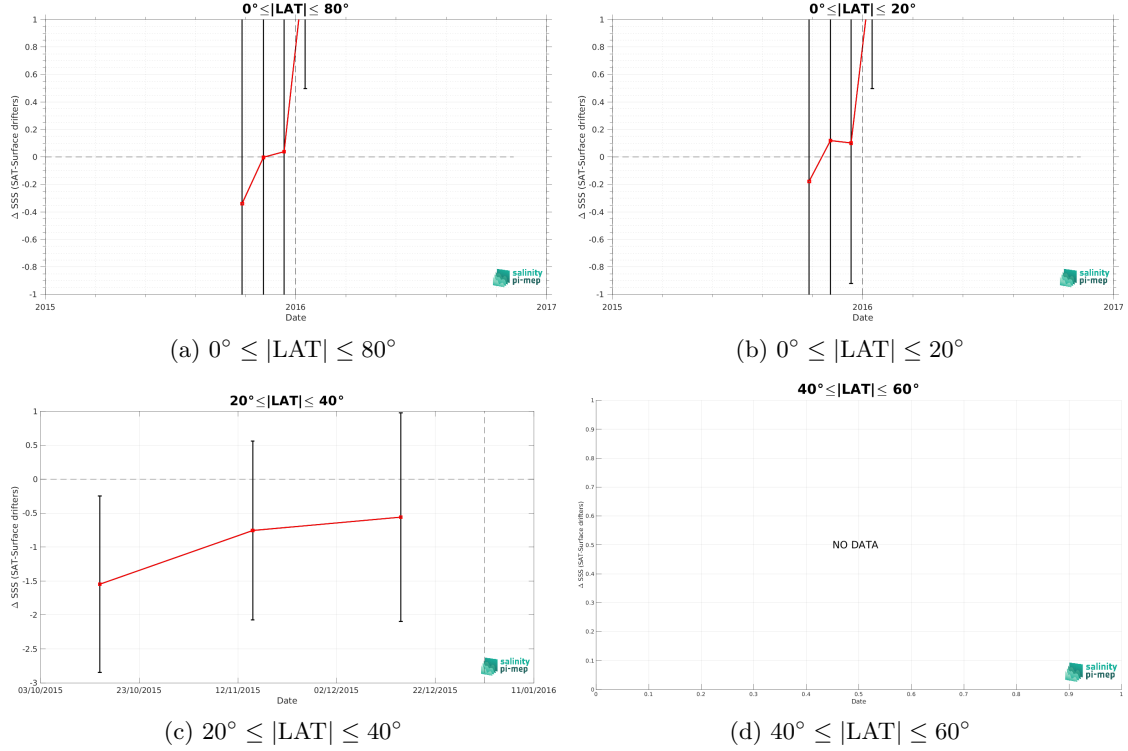 0°≤|LAT|≤ 80°
1
0.8
0.6
0.4
0.2
0
-0.2
-0.4
-0.6
-0.8
-1
Δ SSS (SAT-Surface drifters)
2015
2016
2017
Date
salinity
pi-mep
(a) 0° ≤ |LAT| ≤ 80°
0°≤|LAT|≤ 20°
1
0.8
0.6
0.4
0.2
0
-0.2
-0.4
-0.6
-0.8
-1
Δ SSS (SAT-Surface drifters)
2015
2016
2017
Date
salinity
pi-mep
(b) 0° ≤ |LAT| ≤ 20°
20°≤|LAT|≤ 40°
1
0.5
0
-0.5
-1
-1.5
-2
-2.5
-3
Δ SSS (SAT-Surface drifters)
03/10/2015
23/10/2015
12/11/2015
02/12/2015
22/12/2015
11/01/2016
Date
salinity
pi-mep
(c) 20° ≤ |LAT| ≤ 40°
40°≤|LAT|≤ 60°
1
0.9
0.8
0.7
0.6
0.5
0.4
0.3
0.2
0.1
0
Δ SSS (SAT-Surface drifters)
NO DATA
0
0.1
0.2
0.3
0.4
0.5
0.6
0.7
0.8
0.9
1
Date
salinity
pi-mep
(d) 40° ≤ |LAT| ≤ 60°